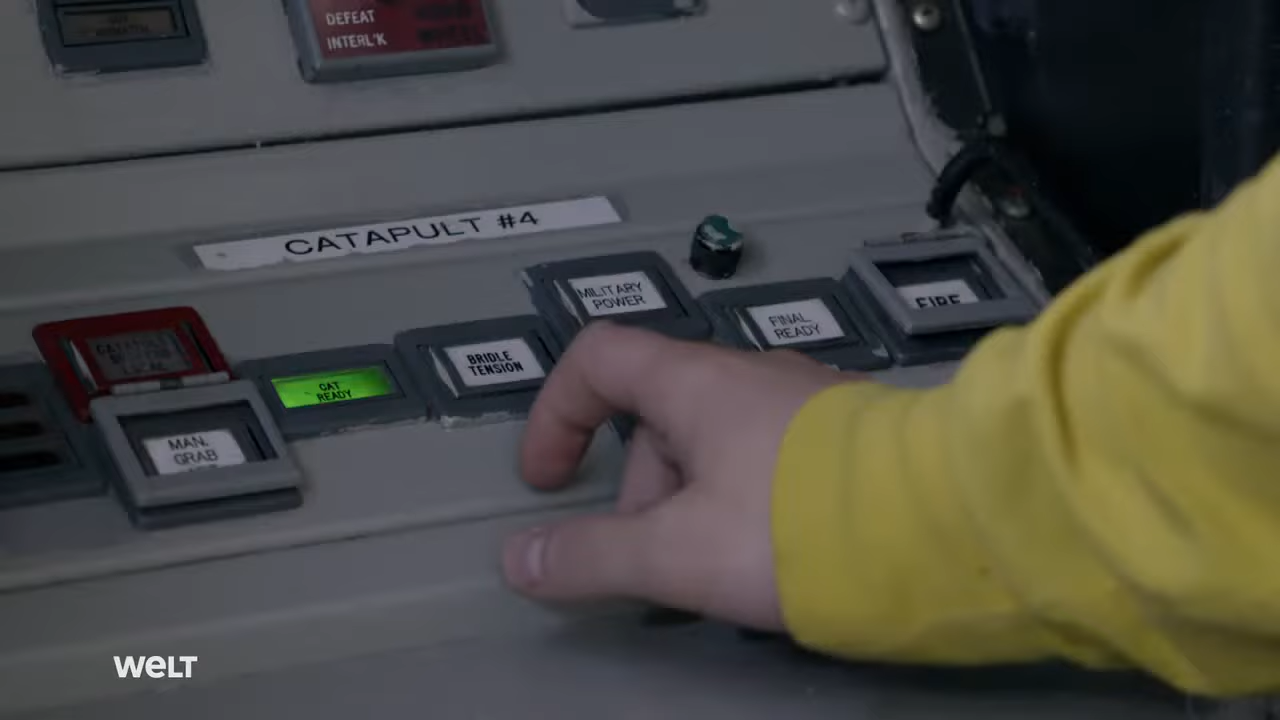 DEFEAT
INTERL'K
CATAPULT #4
MILITARY
POWER
FINAL
READY
FIRE
BRIDLE
TENSION
CAT
READY
MAN.
GRAB
WELT